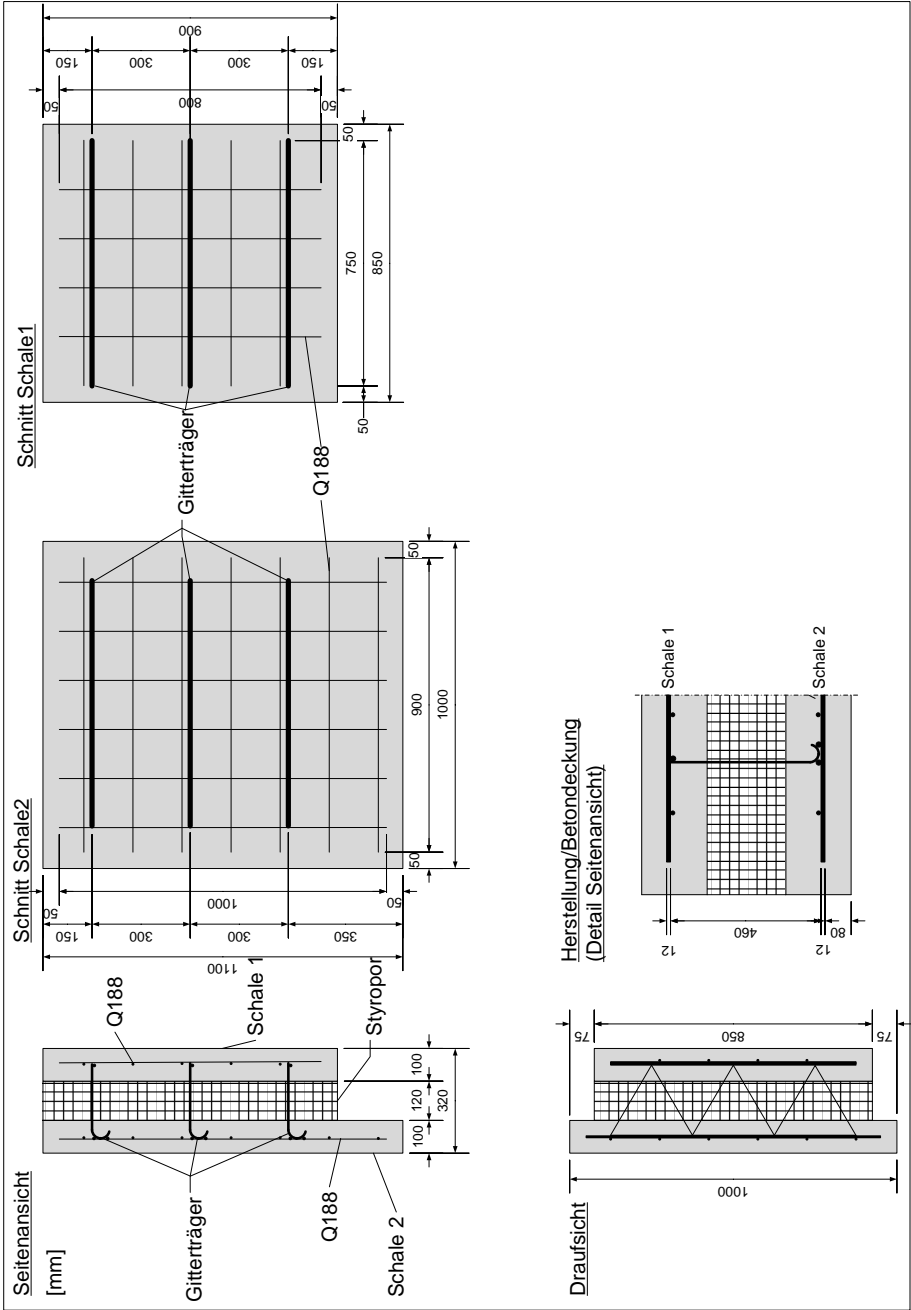 Seitenansicht
[mm]
Q188
Schale 1
Styropor
Gitterträger
Q188
Schale 2
100
120
100
320
Schnitt Schale2
50
150
300
300
350
1000
50
1100
50
900
50
1000
Gitterträger
Q188
Schnitt Schale1
50
150
300
300
150
800
50
900
50
750
50
850
Draufsicht
75
850
75
1000
Herstellung/Betondeckung
(Detail Seitenansicht)
12
460
12
80
Schale 1
Schale 2